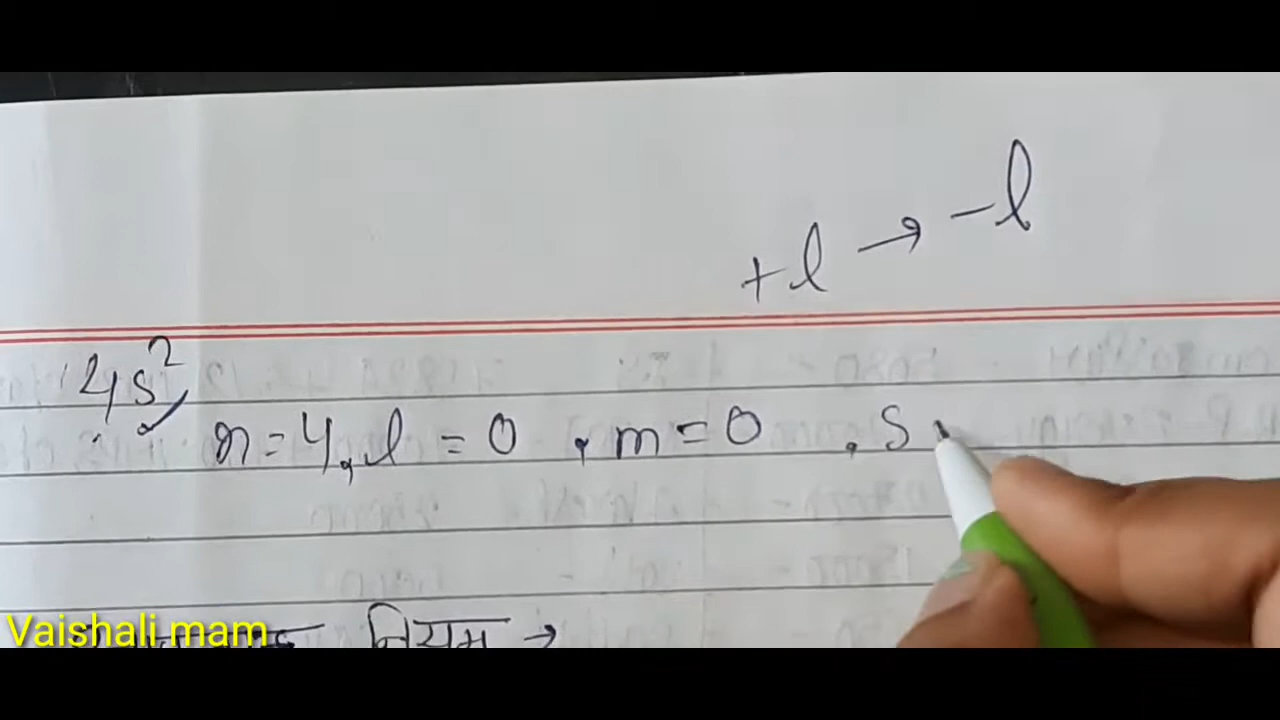 +l → -l
4s²
n=4, l = 0 , m = 0 , S
Vaishali mam
नियम →